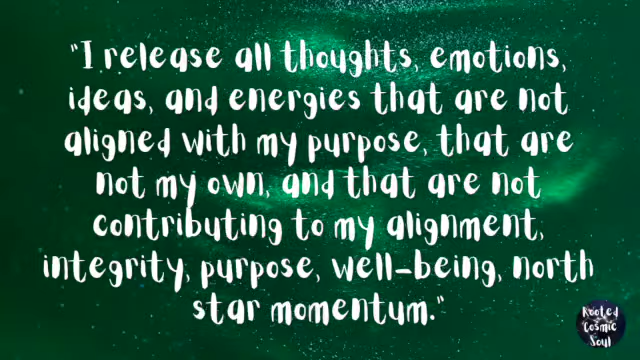 "I release all thoughts, emotions,
ideas, and energies that are not
aligned with my purpose, that are
not my own, and that are not
contributing to my alignment,
integrity, purpose, well-being, north
star momentum."
Rooted
Cosmic
Soul